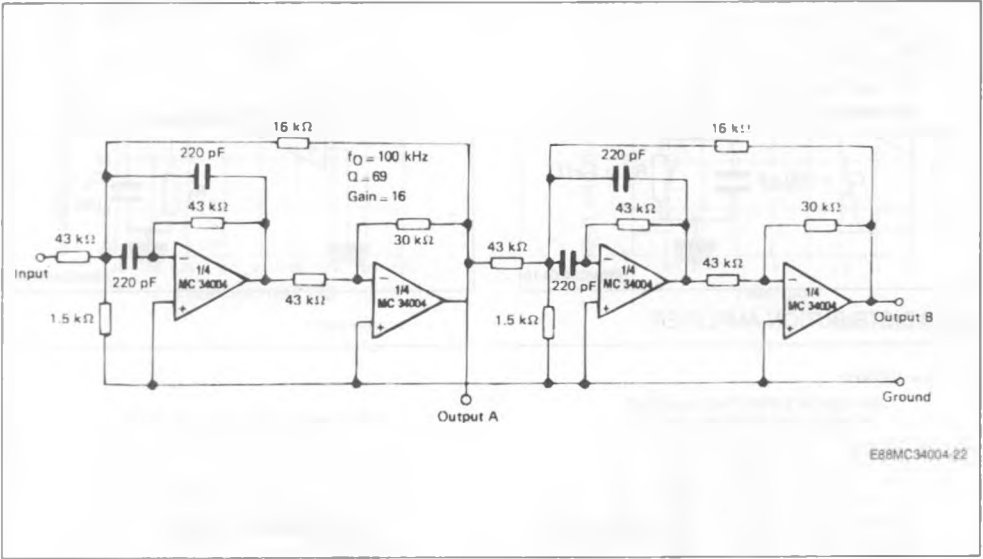 16 kΩ
220 pF
f0 = 100 kHz
Q = 69
Gain = 16
43 kΩ
43 kΩ
30 kΩ
Input
220 pF
1/4
MC 34004
43 kΩ
1/4
MC 34004
1.5 kΩ
Output A
16 kΩ
220 pF
43 kΩ
30 kΩ
43 kΩ
220 pF
1/4
MC 34004
43 kΩ
1/4
MC 34004
1.5 kΩ
Output B
Ground
E88MC34004-22